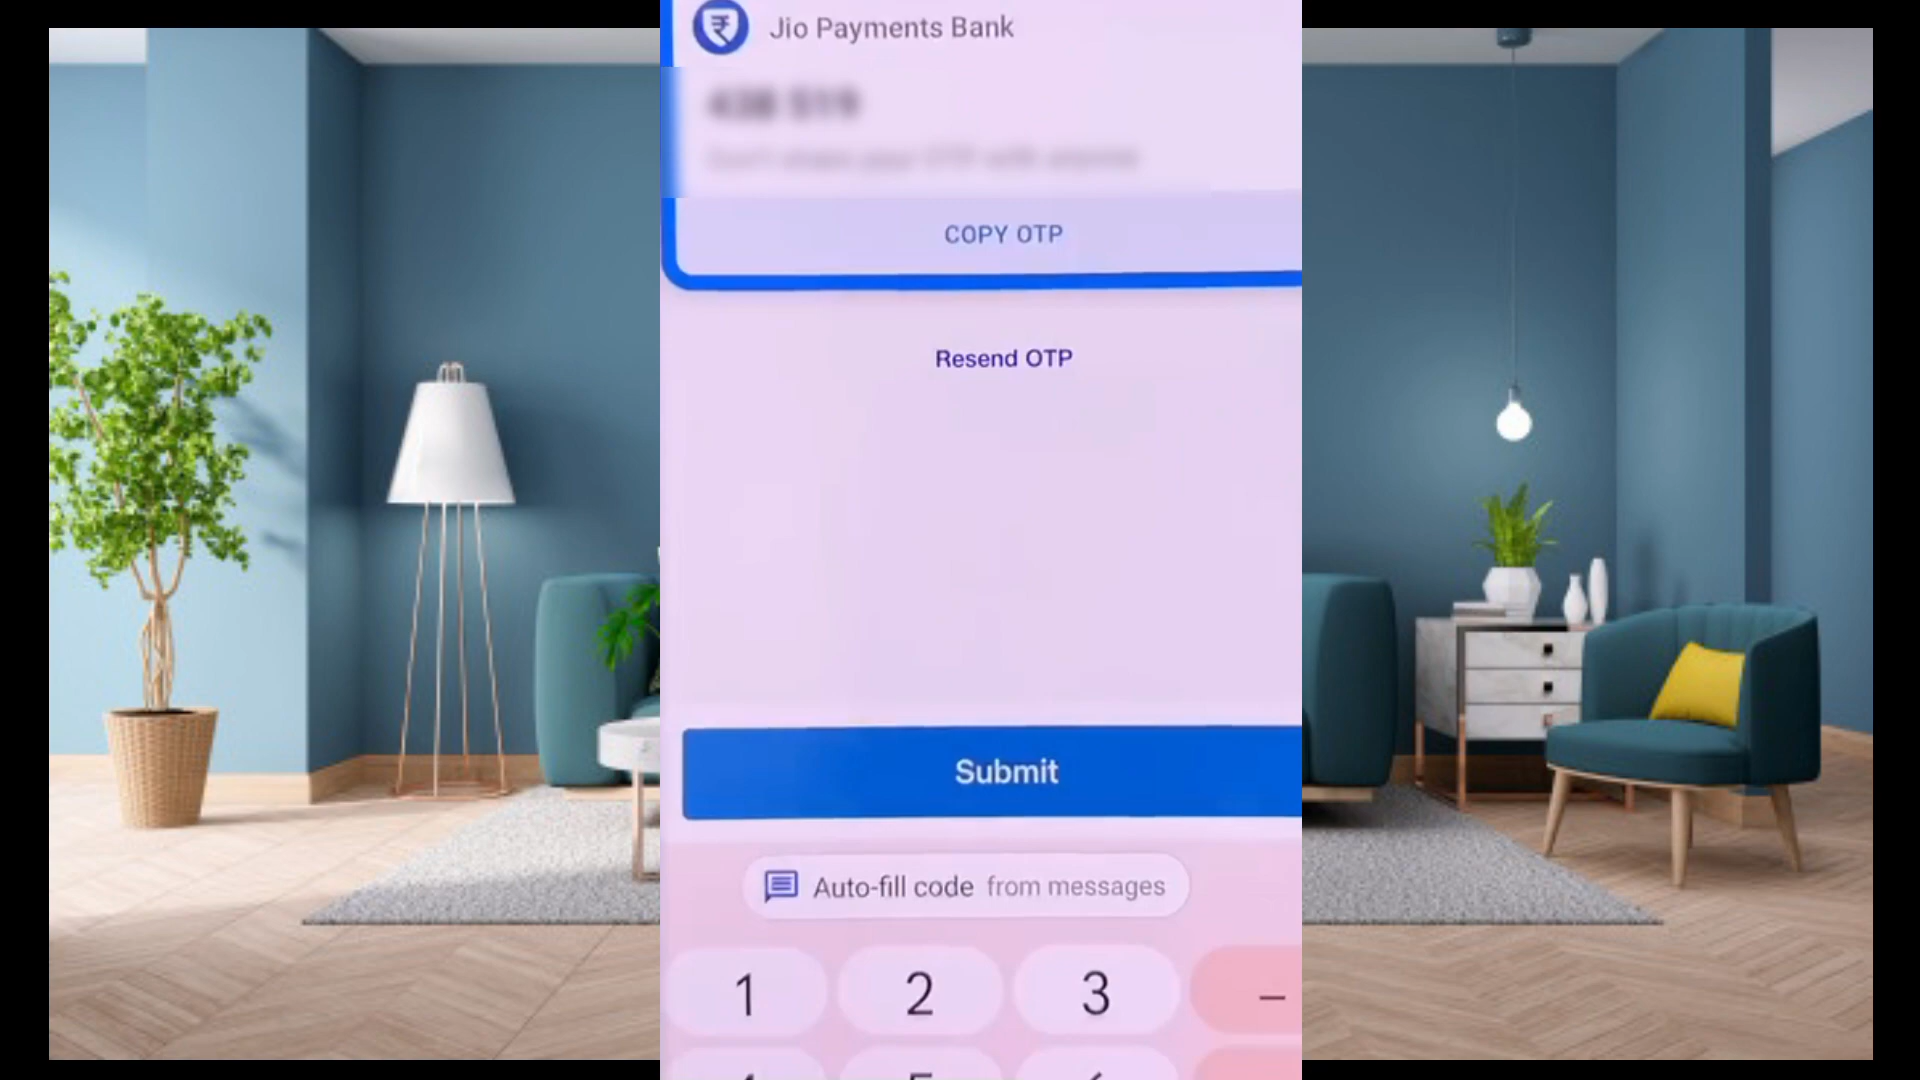 Jio Payments Bank
COPY OTP
Resend OTP
Submit
Auto-fill code from messages
1 2 3 –